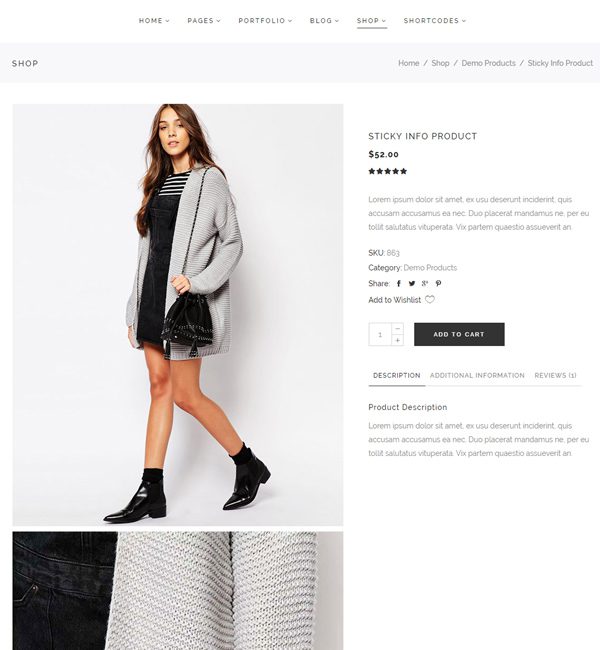 HOME PAGES PORTFOLIO BLOG SHOP SHORTCODES
SHOP
Home / Shop / Demo Products / Sticky Info Product
STICKY INFO PRODUCT
$52.00
Lorem ipsum dolor sit amet, ex usu deserunt inciderint, quis
accusam accusamus ea nec. Duo placerat mandamus ne, per eu
tollit salutatus vituperata. Vix partem quaestio assueverit an.
SKU: 863
Category: Demo Products
Share:
Add to Wishlist
1 − +
ADD TO CART
DESCRIPTION ADDITIONAL INFORMATION REVIEWS (1)
Product Description
Lorem ipsum dolor sit amet, ex usu deserunt inciderint, quis
accusam accusamus ea nec. Duo placerat mandamus ne, per eu
tollit salutatus vituperata. Vix partem quaestio assueverit an.